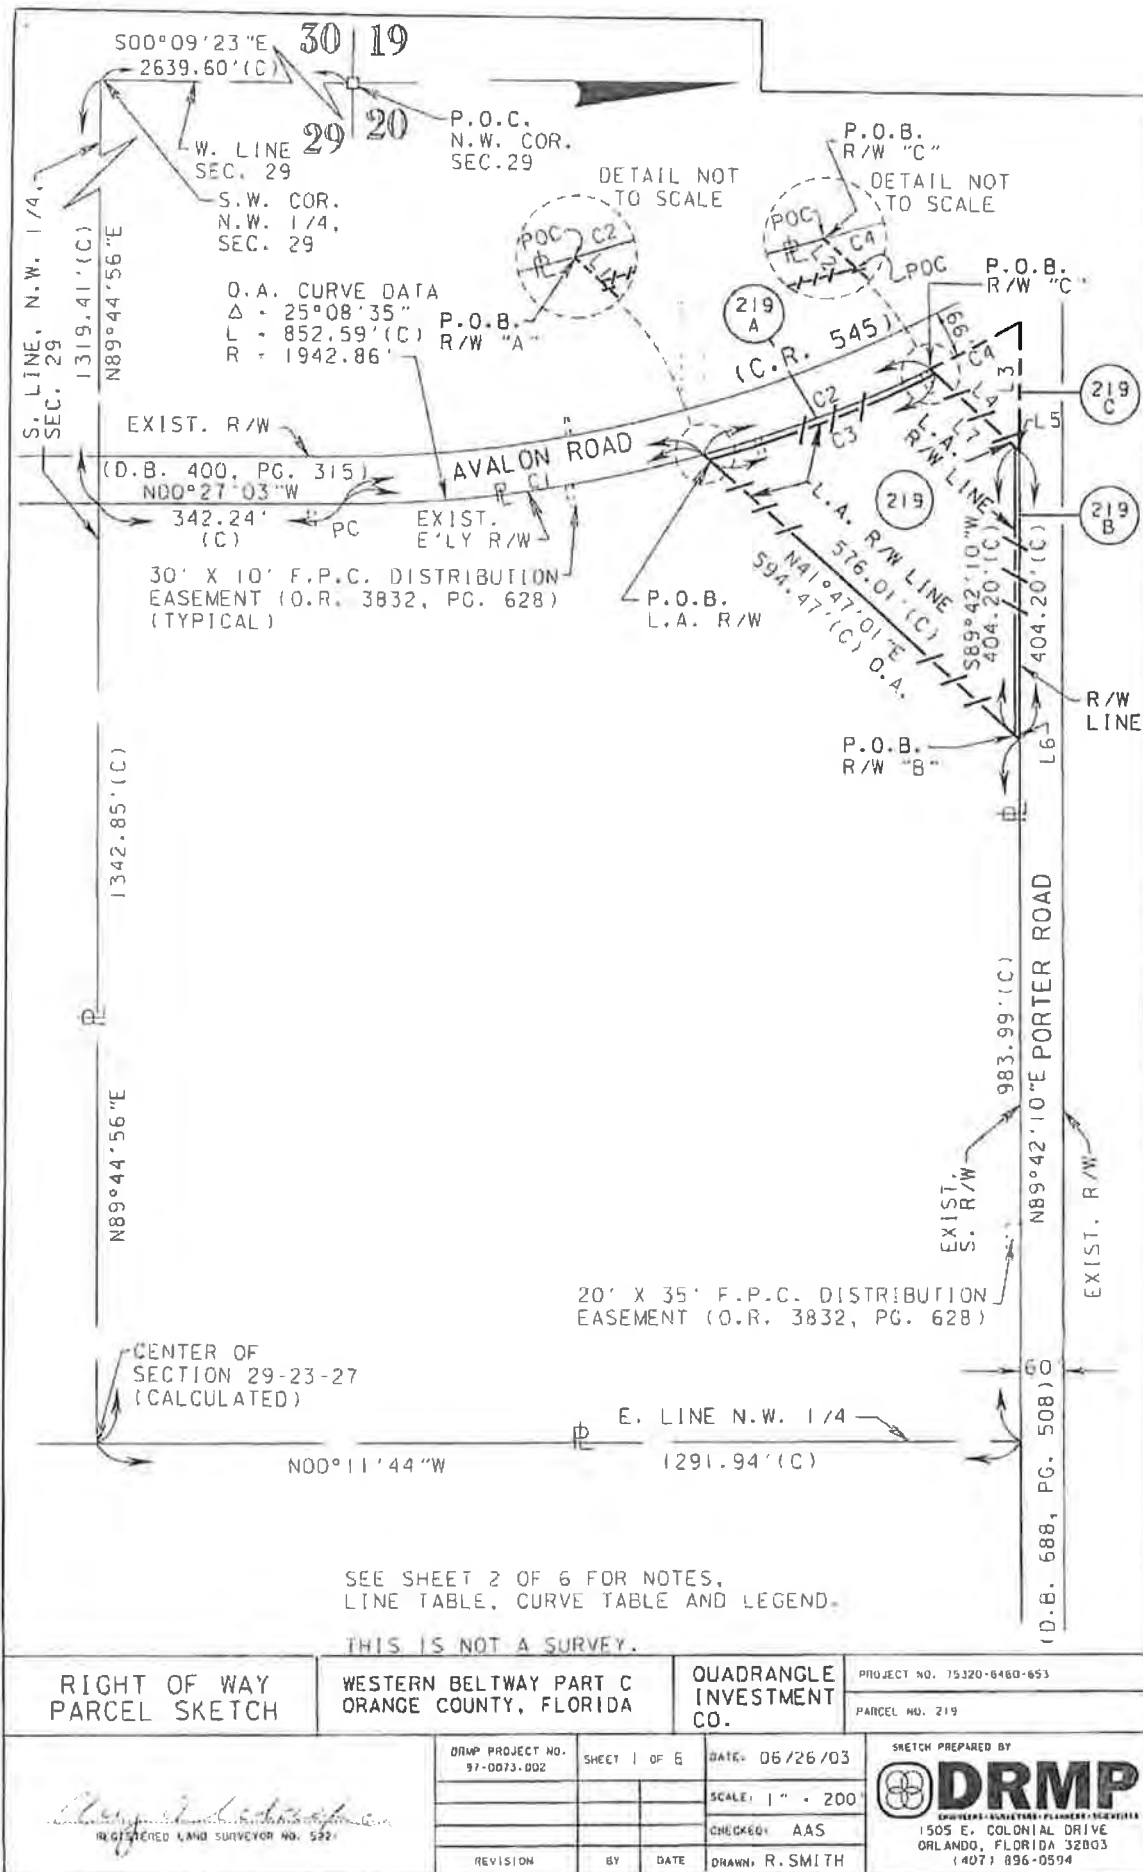 S00°09'23"E
2639.60'(C)
30 19
29 20
W. LINE
SEC. 29
S.W. COR.
N.W. 1/4,
SEC. 29
P.O.C.
N.W. COR.
SEC.29
DETAIL NOT
TO SCALE
POC
C2
P.O.B.
R/W "C"
DETAIL NOT
TO SCALE
POC
C4
L2
POC
P.O.B.
R/W "C"
S. LINE, N.W. 1/4,
SEC. 29
1319.41'(C)
N89°44'56"E
O.A. CURVE DATA
Δ = 25°08'35"
L = 852.59'(C)
R = 1942.86'
P.O.B.
R/W "A"
219
A
(C.R. 545)
66'
C4
L3
219
C
L4
L5
L7
L.A.
R/W LINE
C2
C3
EXIST. R/W
(D.B. 400, PG. 315)
N00°27'03"W
342.24'
(C)
PC
AVALON ROAD
C1
EXIST.
E'LY R/W
219
219
B
30' X 10' F.P.C. DISTRIBUTION
EASEMENT (O.R. 3832, PG. 628)
(TYPICAL)
P.O.B.
L.A. R/W
L.A. R/W LINE
576.01'(C)
N41°47'01"E
594.47'(C) O.A.
S89°42'10"W
404.20'(C)
404.20'(C)
R/W
LINE
P.O.B.
R/W "B"
L6
1342.85'(C)
N89°44'56"E
983.99'(C)
N89°42'10"E
PORTER ROAD
EXIST.
S. R/W
EXIST. R/W
20' X 35' F.P.C. DISTRIBUTION
EASEMENT (O.R. 3832, PG. 628)
60'
(D.B. 688, PG. 508)
CENTER OF
SECTION 29-23-27
(CALCULATED)
E. LINE N.W. 1/4
N00°11'44"W
1291.94'(C)
SEE SHEET 2 OF 6 FOR NOTES,
LINE TABLE, CURVE TABLE AND LEGEND.
THIS IS NOT A SURVEY.
RIGHT OF WAY
PARCEL SKETCH
WESTERN BELTWAY PART C
ORANGE COUNTY, FLORIDA
QUADRANGLE
INVESTMENT
CO.
PROJECT NO. 75320-6460-653
PARCEL NO. 219
REGISTERED LAND SURVEYOR NO.
DRMP PROJECT NO.
97-0073.002
SHEET 1 OF 6
REVISION
BY
DATE
DATE: 06/26/03
SCALE: 1" = 200'
CHECKED: AAS
DRAWN: R.SMITH
SKETCH PREPARED BY
DRMP
ENGINEERS•SURVEYORS•PLANNERS•SCIENTISTS
1505 E. COLONIAL DRIVE
ORLANDO, FLORIDA 32803
(407) 896-0594